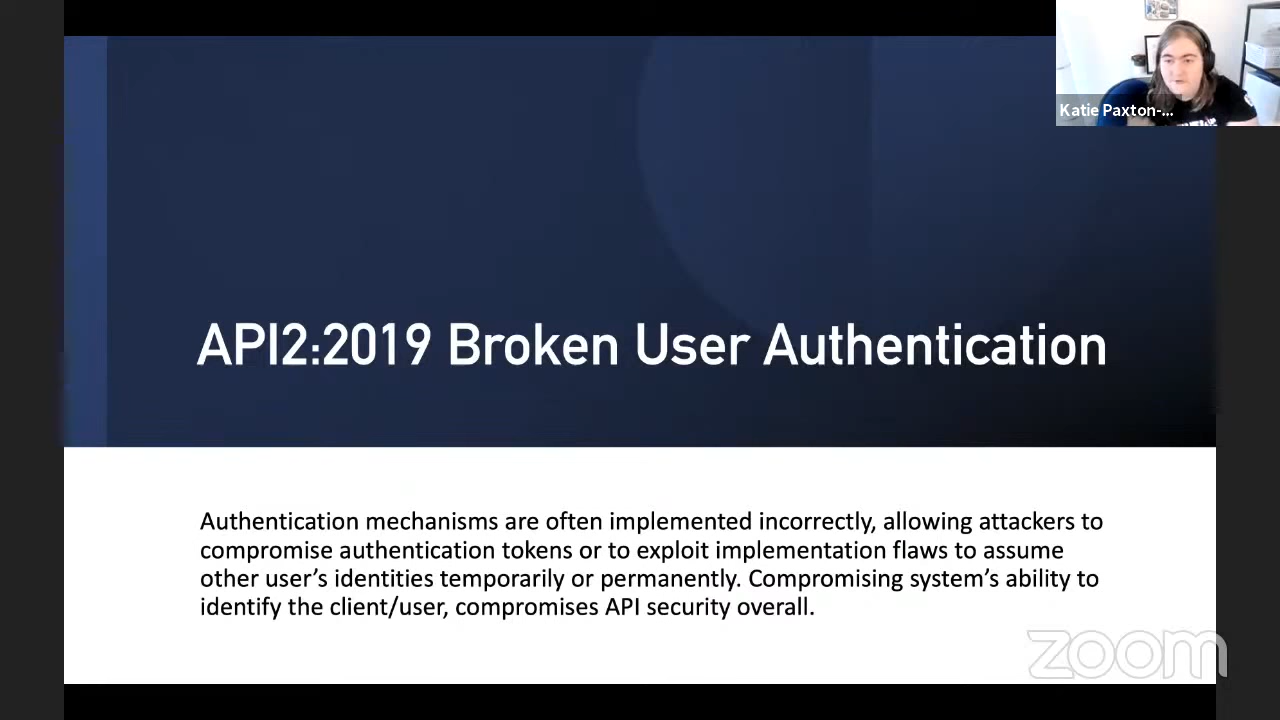 Katie Paxton-...
API2:2019 Broken User Authentication
Authentication mechanisms are often implemented incorrectly, allowing attackers to
compromise authentication tokens or to exploit implementation flaws to assume
other user's identities temporarily or permanently. Compromising system's ability to
identify the client/user, compromises API security overall.
zoom